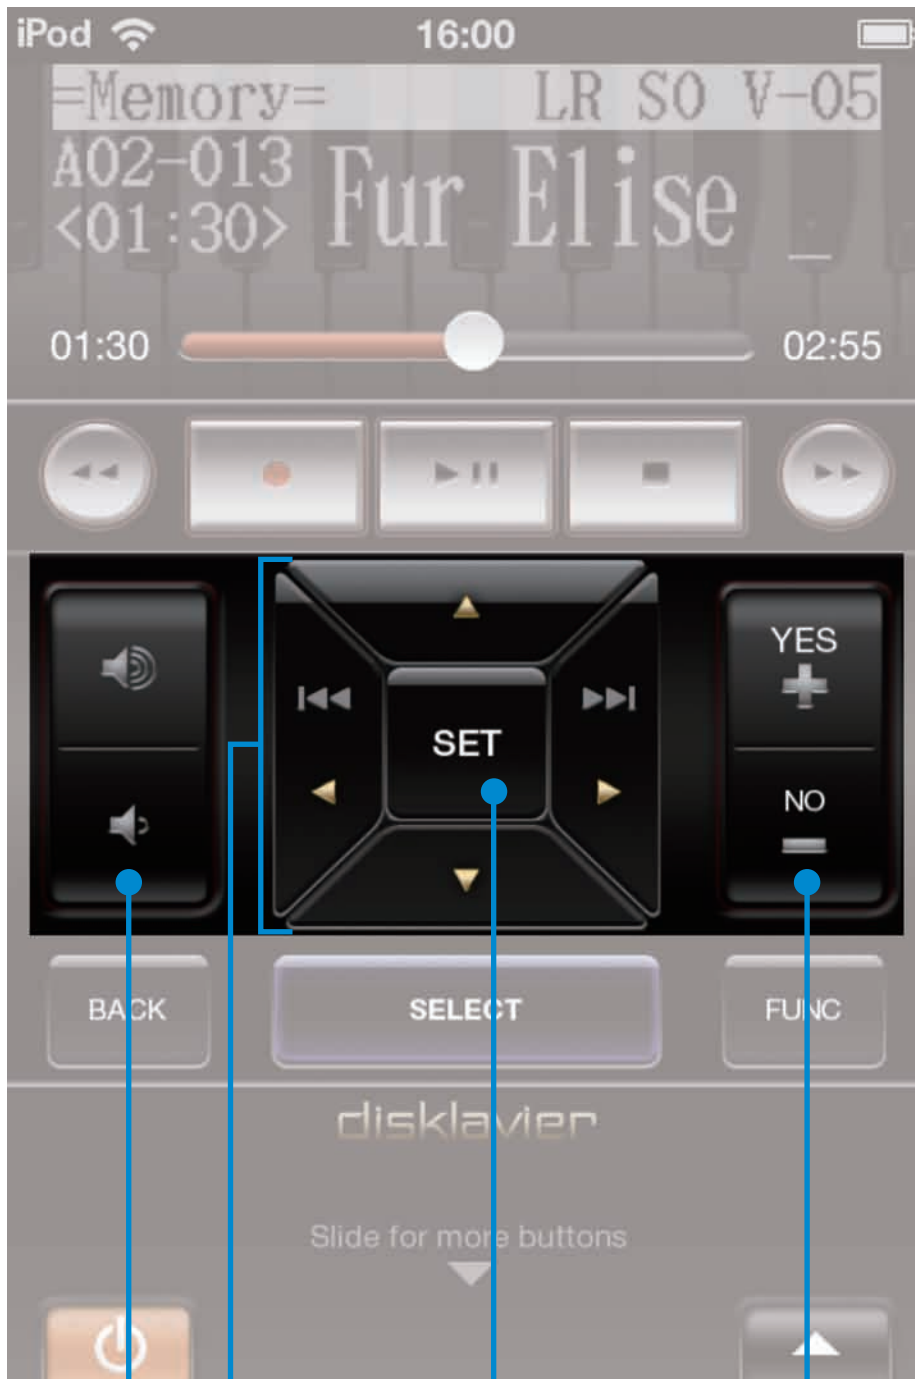 iPod 16:00
=Memory= LR SO V-05
A02-013
<01:30> Fur Elise _
01:30 02:55
YES
SET
NO
BACK SELECT FUNC
disklavier
Slide for more buttons